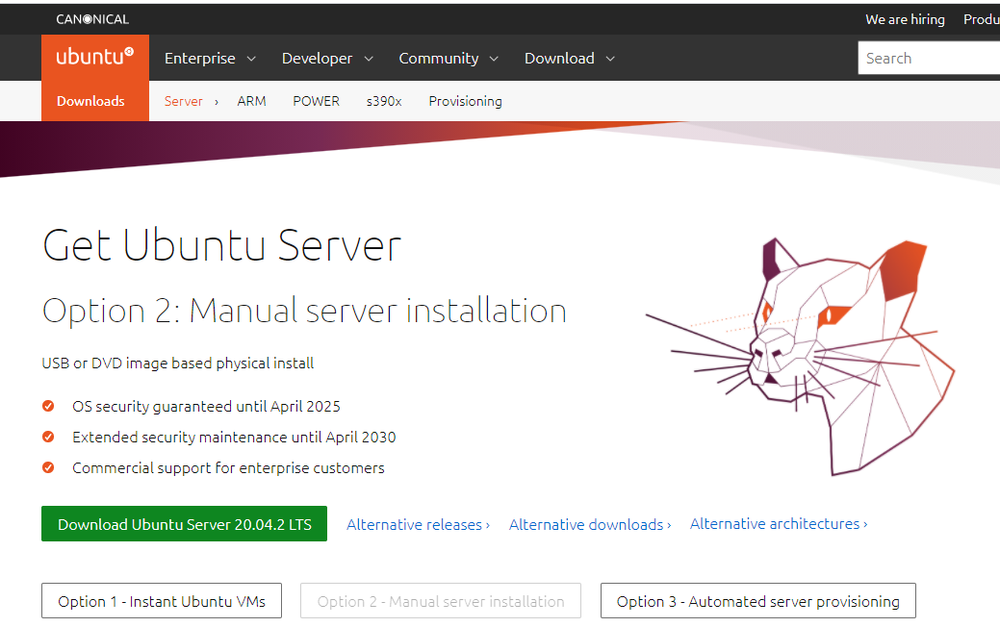 CANONICAL
We are hiring Produ
ubuntu
Enterprise Developer Community Download Search
Downloads Server › ARM POWER s390x Provisioning
Get Ubuntu Server
Option 2: Manual server installation
USB or DVD image based physical install
OS security guaranteed until April 2025
Extended security maintenance until April 2030
Commercial support for enterprise customers
Download Ubuntu Server 20.04.2 LTS Alternative releases › Alternative downloads › Alternative architectures ›
Option 1 - Instant Ubuntu VMs Option 2 - Manual server installation Option 3 - Automated server provisioning